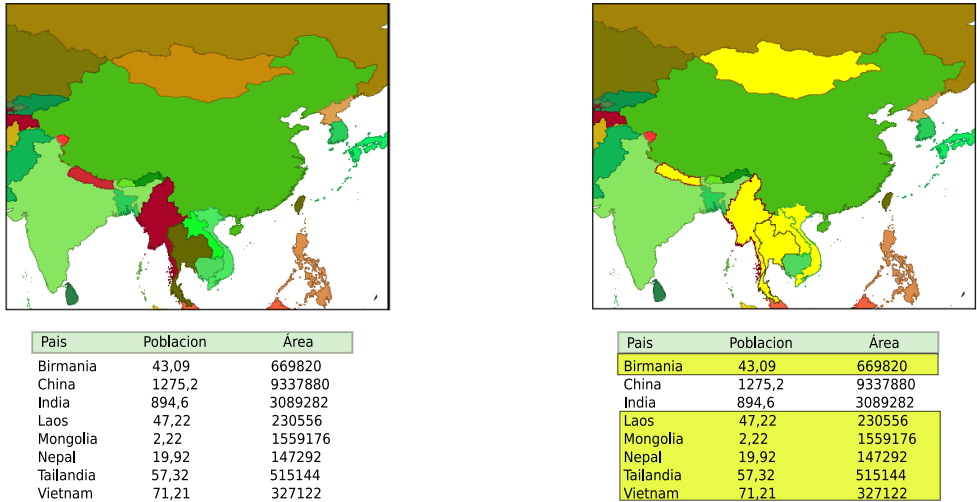 Pais Poblacion Área
Birmania 43,09 669820
China 1275,2 9337880
India 894,6 3089282
Laos 47,22 230556
Mongolia 2,22 1559176
Nepal 19,92 147292
Tailandia 57,32 515144
Vietnam 71,21 327122
Pais Poblacion Área
Birmania 43,09 669820
China 1275,2 9337880
India 894,6 3089282
Laos 47,22 230556
Mongolia 2,22 1559176
Nepal 19,92 147292
Tailandia 57,32 515144
Vietnam 71,21 327122